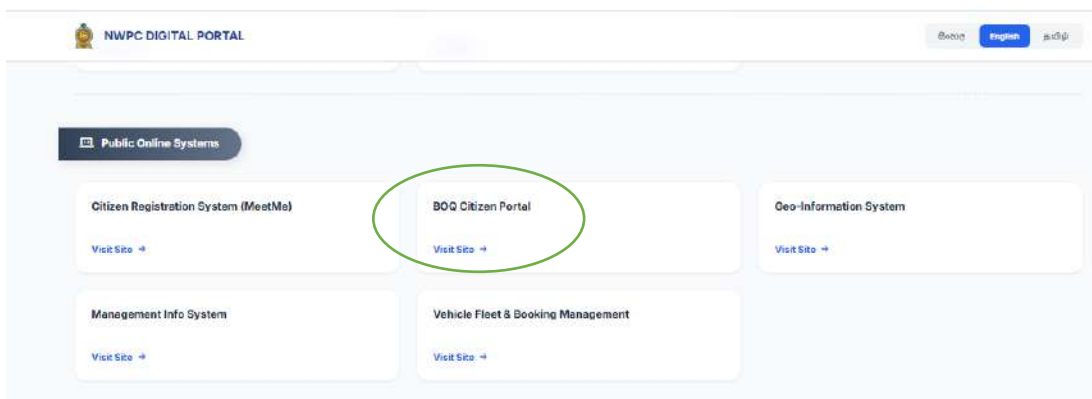 NWPC DIGITAL PORTAL
සිංහල English தமிழ்
Public Online Systems
Citizen Registration System (MeetMe)
BOQ Citizen Portal
Geo-Information System
Visit Site →
Visit Site →
Visit Site →
Management Info System
Vehicle Fleet & Booking Management
Visit Site →
Visit Site →